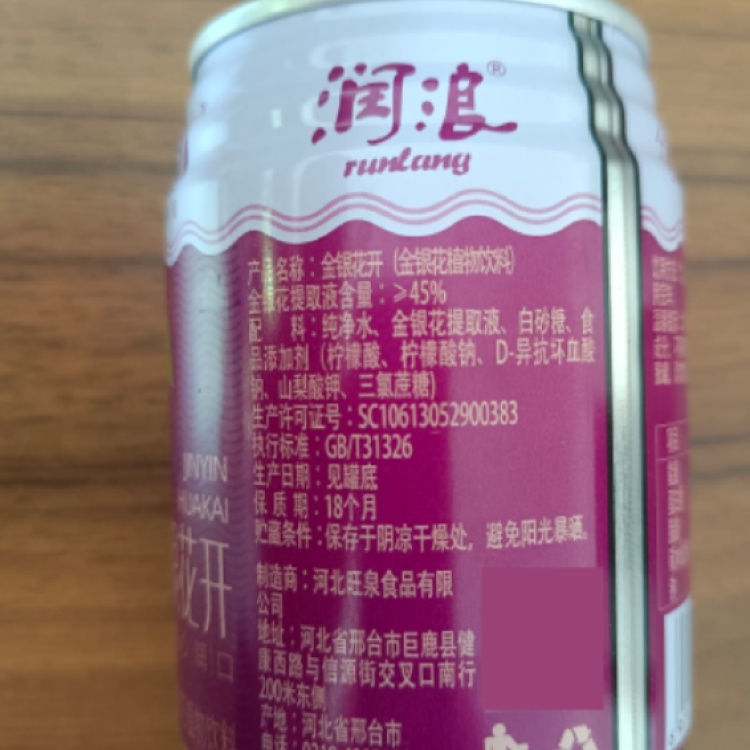 润浪®
runlang
产品名称：金银花开（金银花植物饮料）
金银花提取液含量：≥45%
配 料：纯净水、金银花提取液、白砂糖、食
品添加剂（柠檬酸、柠檬酸钠、D-异抗坏血酸
钠、山梨酸钾、三氯蔗糖）
生产许可证号：SC10613052900383
执行标准：GB/T31326
生产日期：见罐底
保 质 期：18个月
贮藏条件：保存于阴凉干燥处，避免阳光暴晒。
制造商：河北旺泉食品有限
公司
地址：河北省邢台市巨鹿县健
康西路与信源街交叉口南行
200米东侧
产地：河北省邢台市
JINYIN
HUAKAI
花开